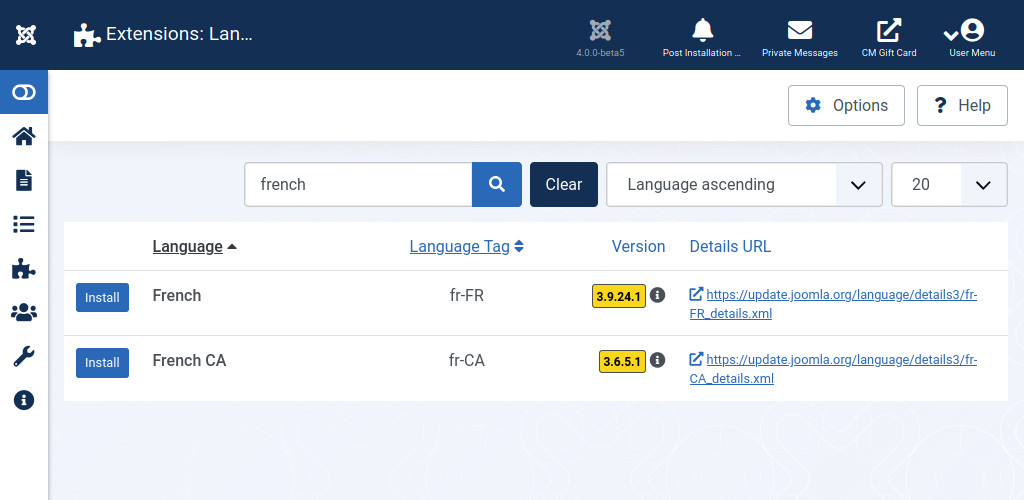 Extensions: Lan...
4.0.0-beta5
Post Installation ...
Private Messages
CM Gift Card
User Menu
Options
? Help
french
Clear
Language ascending
20
Language
Language Tag
Version
Details URL
Install
French
fr-FR
3.9.24.1
https://update.joomla.org/language/details3/fr-
FR_details.xml
Install
French CA
fr-CA
3.6.5.1
https://update.joomla.org/language/details3/fr-
CA_details.xml